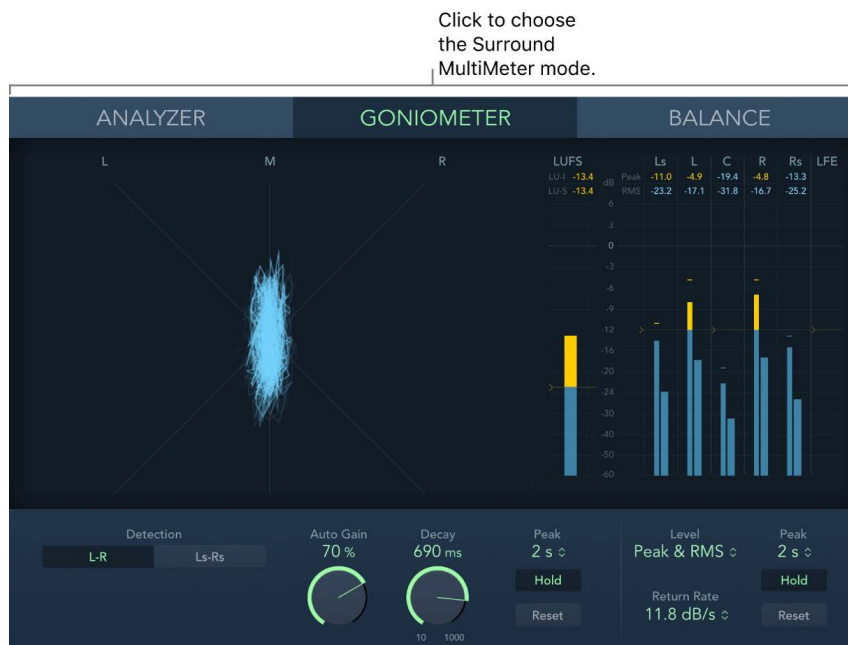 Click to choose
the Surround
MultiMeter mode.
ANALYZER GONIOMETER BALANCE
L M R LUFS Ls L C R Rs LFE
LU-I -13.4 dB Peak -11.0 -4.9 -19.4 -4.8 -13.3
LU-S -13.4 RMS -23.2 -17.1 -31.8 -16.7 -25.2
6
3
0
-3
-6
-9
-12
-16
-20
-24
-30
-40
-50
-60
Detection Auto Gain Decay Peak Level Peak
L-R Ls-Rs 70 % 690 ms 2 s Peak & RMS 2 s
Hold Hold
Return Rate
Reset 11.8 dB/s Reset
10 1000